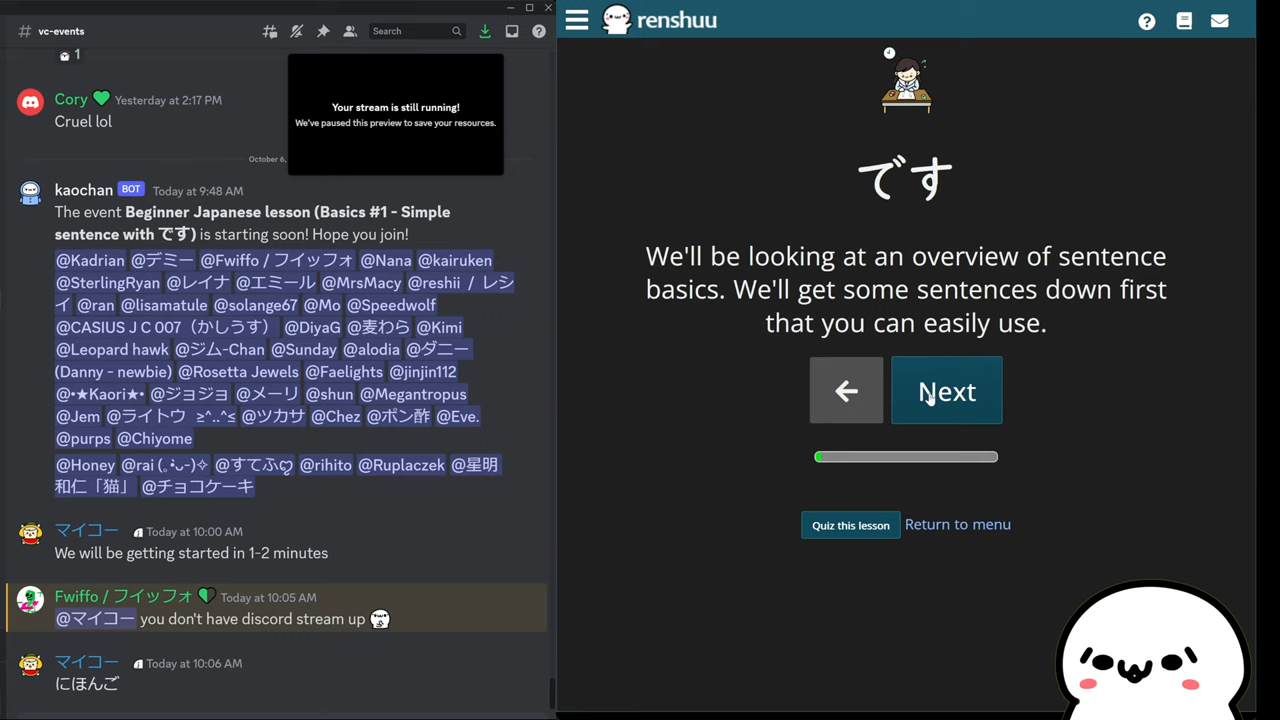 # vc-events
Search
1
Cory Yesterday at 2:17 PM
Cruel lol
Your stream is still running!
We've paused this preview to save your resources.
October 6,
kaochan BOT Today at 9:48 AM
The event Beginner Japanese lesson (Basics #1 - Simple
sentence with です) is starting soon! Hope you join!
@Kadrian @デミー @Fwiffo / フイッフォ @Nana @kairuken
@SterlingRyan @レイナ @エミール @MrsMacy @reshii / レシ
イ @ran @lisamatule @solange67 @Mo @Speedwolf
@CASIUS J C 007（かしうす） @DiyaG @麦わら @Kimi
@Leopard hawk @ジム-Chan @Sunday @alodia @ダニー
(Danny - newbie) @Rosetta Jewels @Faelights @jinjin112
@•★Kaori★• @ジョジョ @メーリ @shun @Megantropus
@Jem @ライトウ ≥^..^≤ @ツカサ @Chez @ポン酢 @Eve.
@purps @Chiyome
@Honey @rai @すてふ @rihito @Ruplaczek @星明
和仁「猫」 @チョコケーキ
マイコー Today at 10:00 AM
We will be getting started in 1-2 minutes
Fwiffo / フイッフォ Today at 10:05 AM
@マイコー you don't have discord stream up
マイコー Today at 10:06 AM
にほんご
renshuu
です
We'll be looking at an overview of sentence
basics. We'll get some sentences down first
that you can easily use.
Next
Quiz this lesson Return to menu